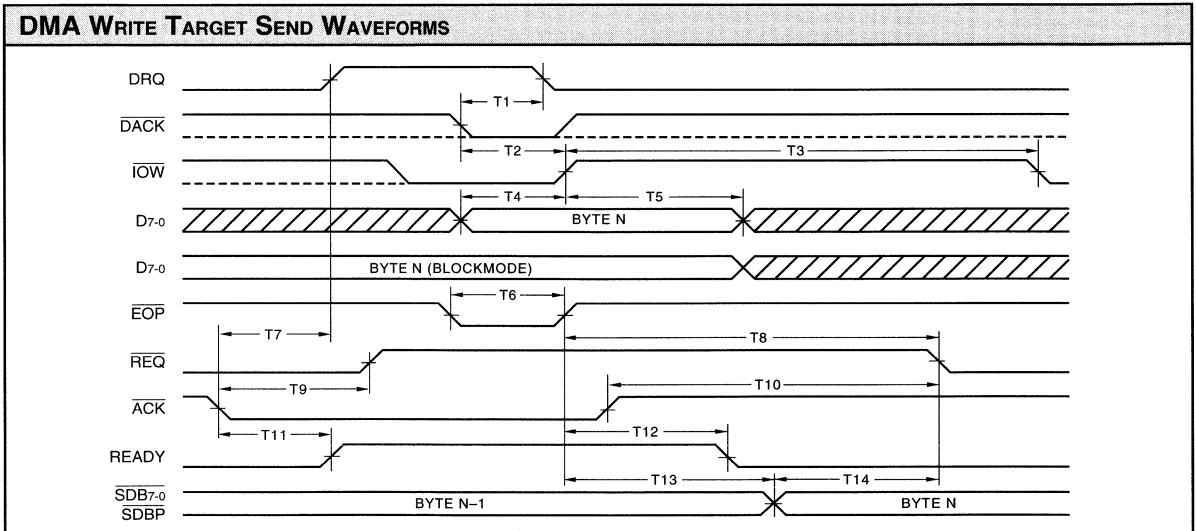 DMA WRITE TARGET SEND WAVEFORMS
DRQ
T1
DACK
T2
T3
IOW
T4
T5
D7-0
BYTE N
D7-0
BYTE N (BLOCKMODE)
T6
EOP
T7
T8
REQ
T9
T10
ACK
T11
T12
READY
T13
T14
SDB7-0
SDBP
BYTE N–1
BYTE N